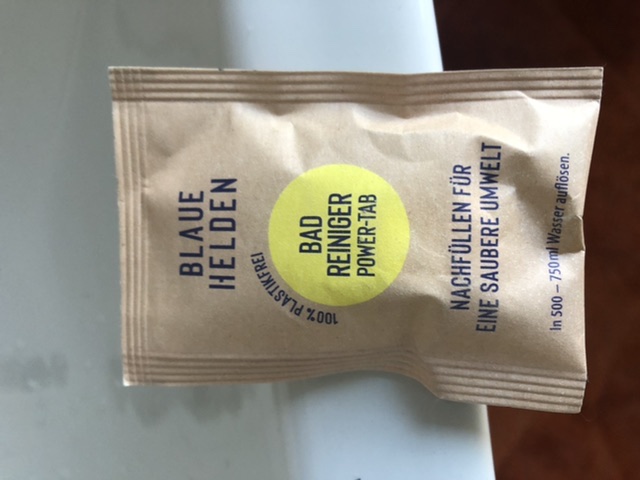 BLAUE
HELDEN
100% PLASTIKFREI
BAD
REINIGER
POWER-TAB
NACHFÜLLEN FÜR
EINE SAUBERE UMWELT
In 500 – 750ml Wasser auflösen.